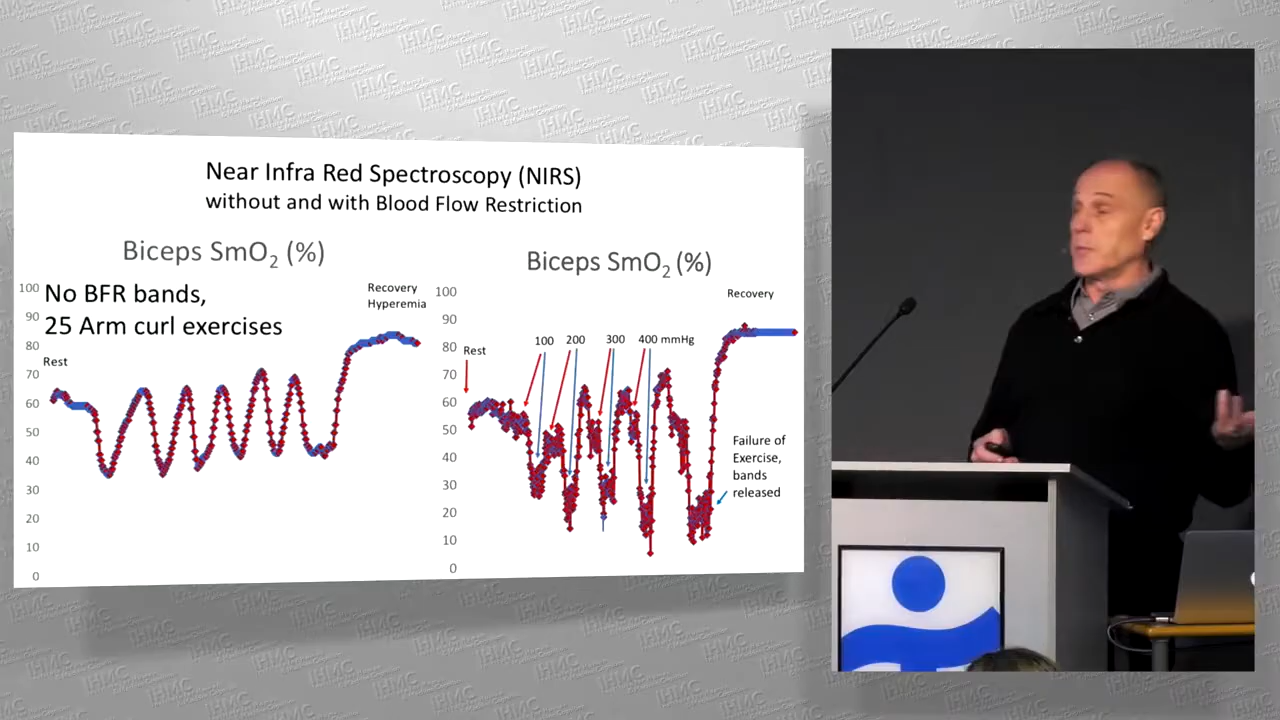 Near Infra Red Spectroscopy (NIRS)
without and with Blood Flow Restriction
Biceps SmO₂ (%)
No BFR bands,
25 Arm curl exercises
Recovery
Hyperemia
Rest
100
90
80
70
60
50
40
30
20
10
0
Biceps SmO₂ (%)
Recovery
100 200 300 400 mmHg
Rest
Failure of
Exercise,
bands
released
100
90
80
70
60
50
40
30
20
10
0
IHMC